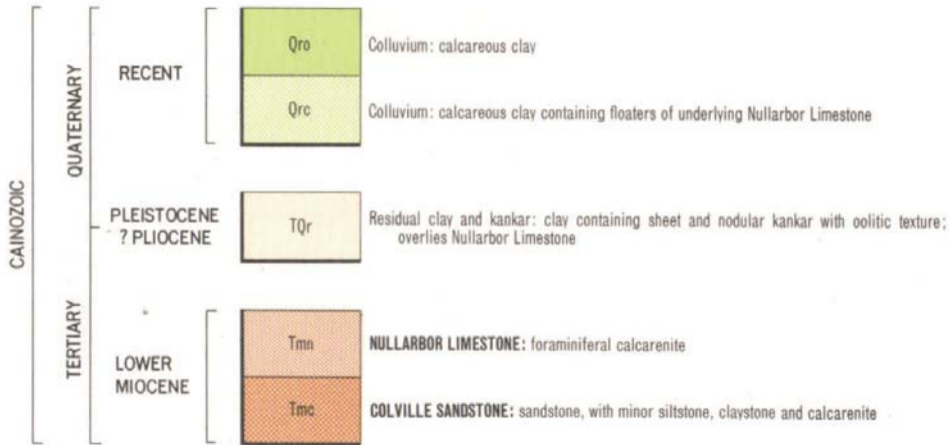 CAINOZOIC
QUATERNARY
TERTIARY
RECENT
Qro Colluvium: calcareous clay
Qrc Colluvium: calcareous clay containing floaters of underlying Nullarbor Limestone
PLEISTOCENE
? PLIOCENE
TQr Residual clay and kankar: clay containing sheet and nodular kankar with oolitic texture;
overlies Nullarbor Limestone
LOWER
MIOCENE
Tmn NULLARBOR LIMESTONE: foraminiferal calcarenite
Tmc COLVILLE SANDSTONE: sandstone, with minor siltstone, claystone and calcarenite